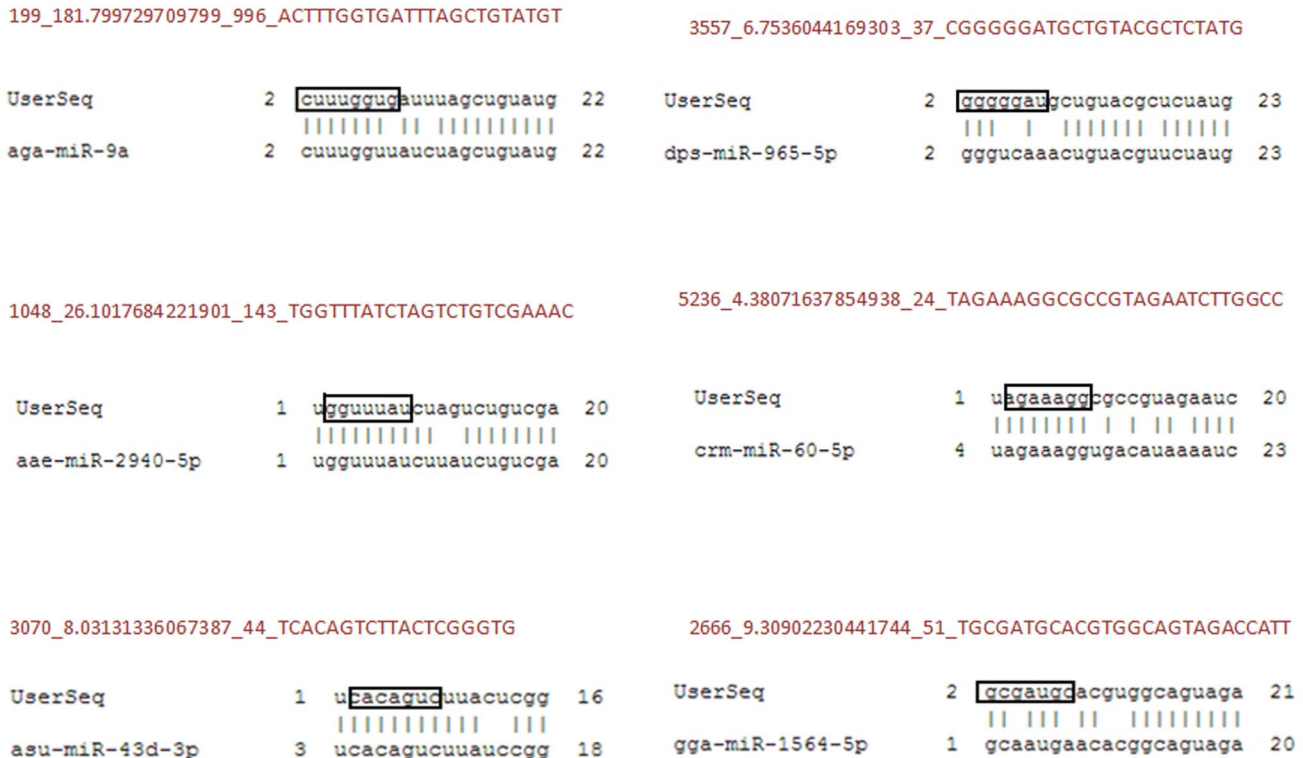 199_181.799729709799_996_ACTTTGGTGATTTAGCTGTATGT
UserSeq 2 cuuuggugauuuagcuguaug 22
||||||| || ||||||||||
aga-miR-9a 2 cuuugguuaucuagcuguaug 22
3557_6.7536044169303_37_CGGGGGATGCTGTACGCTCTATG
UserSeq 2 gggggaugcuguacgcucuaug 23
||| | ||||||| ||||||
dps-miR-965-5p 2 gggucaaacuguacguucuaug 23
1048_26.1017684221901_143_TGGTTTATCTAGTCTGTCGAAAC
UserSeq 1 ugguuuaucuagucugucga 20
|||||||||| ||||||||
aae-miR-2940-5p 1 ugguuuaucuuaucugucga 20
5236_4.38071637854938_24_TAGAAAGGCGCCGTAGAATCTTGGCC
UserSeq 1 uagaaaggcgccguagaauc 20
|||||||| | | || ||||
crm-miR-60-5p 4 uagaaaggugacauaaaauc 23
3070_8.03131336067387_44_TCACAGTCTTACTCGGGTG
UserSeq 1 ucacagucuuacucgg 16
||||||||||| |||
asu-miR-43d-3p 3 ucacagucuuauccgg 18
2666_9.30902230441744_51_TGCGATGCACGTGGCAGTAGACCATT
UserSeq 2 gcgaugcacguggcaguaga 21
|| ||| || |||||||||
gga-miR-1564-5p 1 gcaaugaacacggcaguaga 20